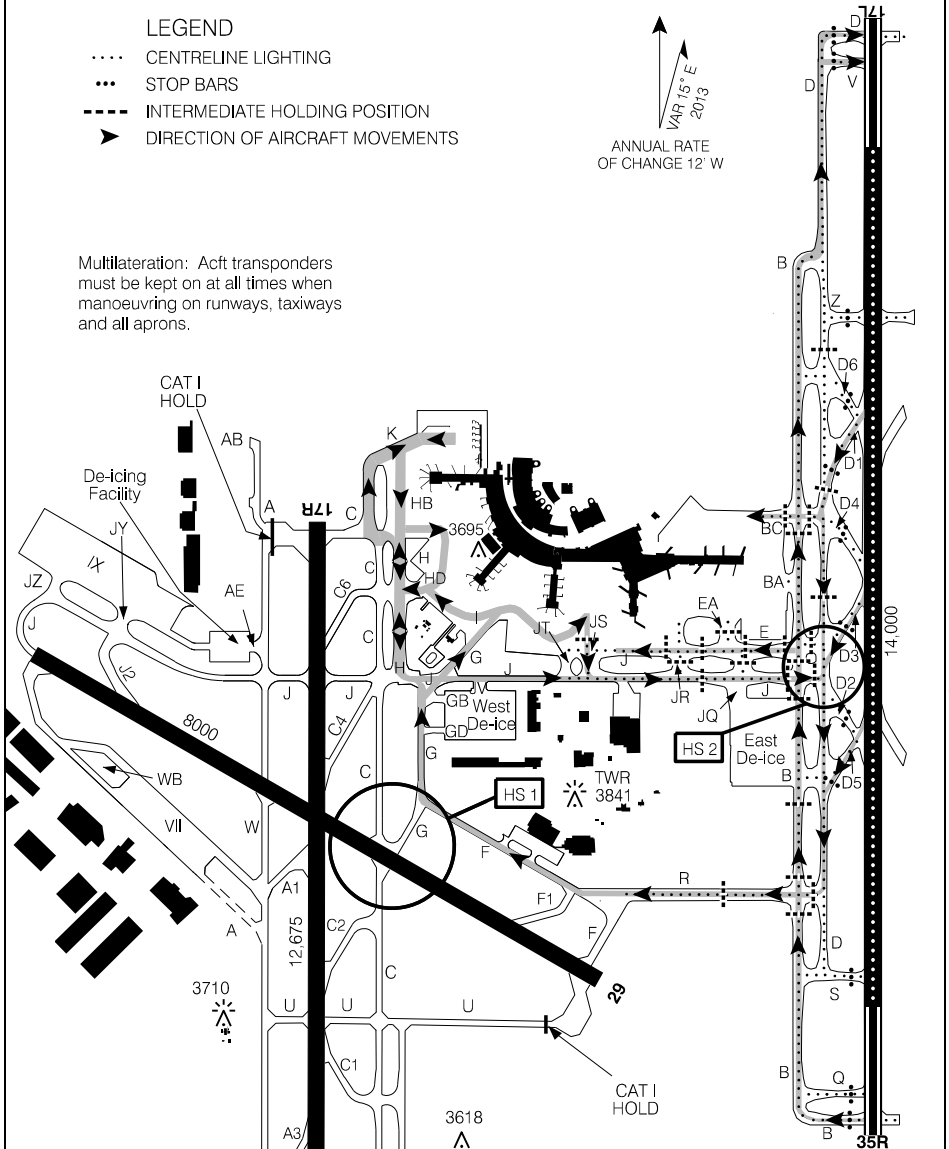 LEGEND
CENTRELINE LIGHTING
STOP BARS
INTERMEDIATE HOLDING POSITION
DIRECTION OF AIRCRAFT MOVEMENTS
VAR 15° E
2013
ANNUAL RATE
OF CHANGE 12' W
17L
D
V
D
Multilateration: Acft transponders
must be kept on at all times when
manoeuvring on runways, taxiways
and all aprons.
B
Z
D6
CAT I
HOLD
AB
K
De-icing
Facility
A
17R
C
HB
3695
D1
D4
BC
JY
IX
JZ
AE
C6
C
H
HD
BA
J
I
JT
JS
EA
E
14,000
C
G
J
D3
H
J
J
J2
J
J
JV
JR
JQ
J
D2
GB
West
De-ice
GD
8000
C4
HS 2
East
De-ice
WB
C
G
TWR
3841
B
D5
HS 1
VII
W
G
F
A1
F1
R
A
12,675
C2
F
C
D
3710
29
S
U
U
U
C1
CAT I
HOLD
B
Q
A3
3618
B
35R